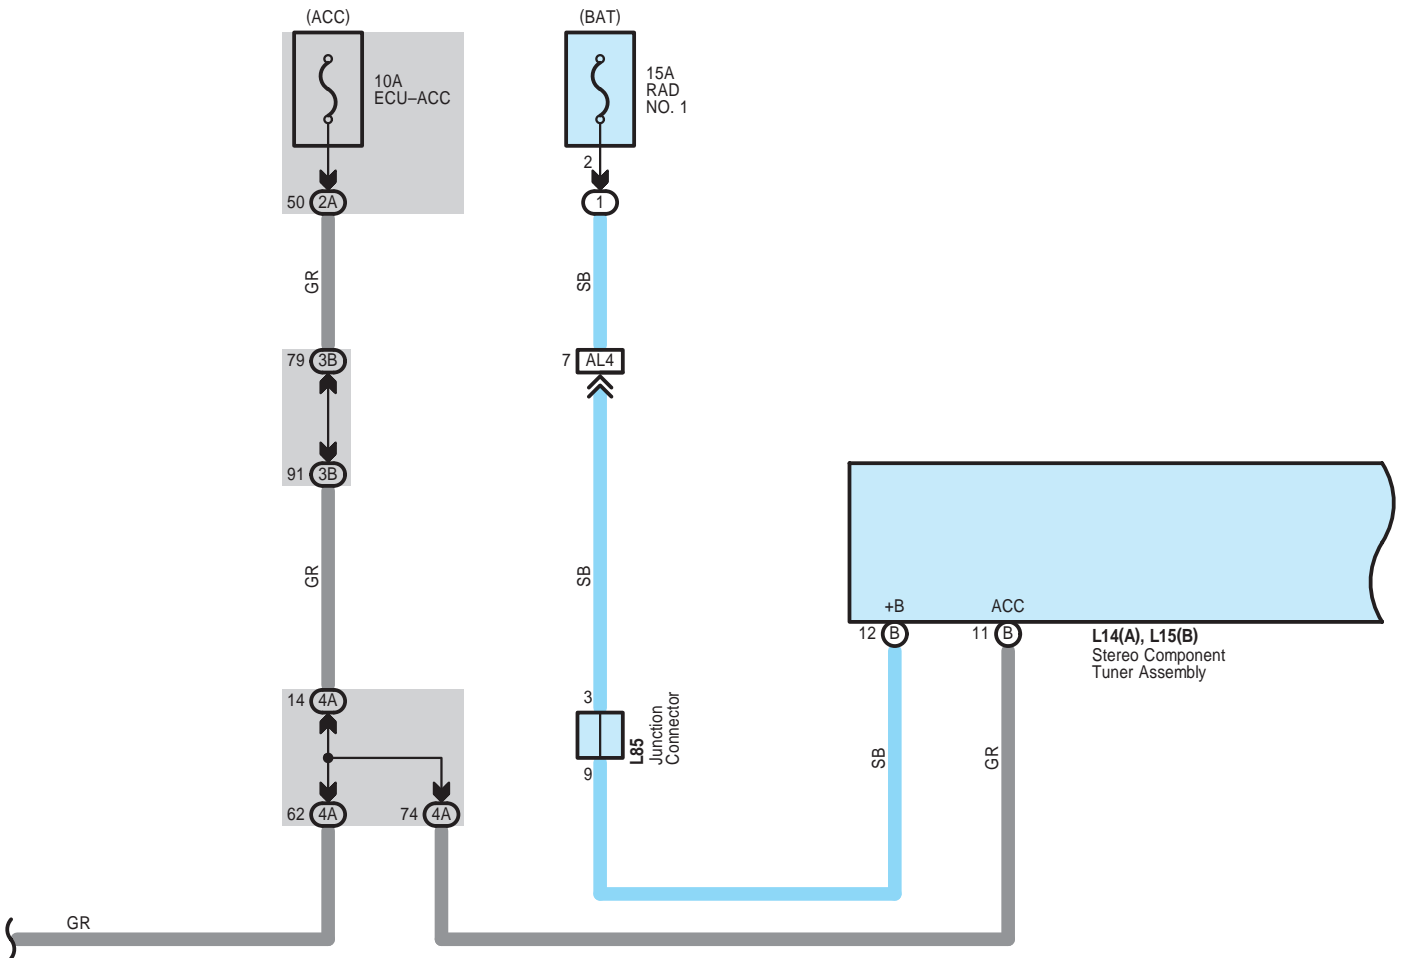 (ACC)
(BAT)
10A
ECU–ACC
15A
RAD
NO. 1
2
50 2A
1
GR
SB
79 3B
7 AL4
91 3B
GR
SB
+B
ACC
12 B
11 B
L14(A), L15(B)
Stereo Component
Tuner Assembly
14 4A
3
L85
Junction
Connector
9
SB
GR
62 4A
74 4A
GR